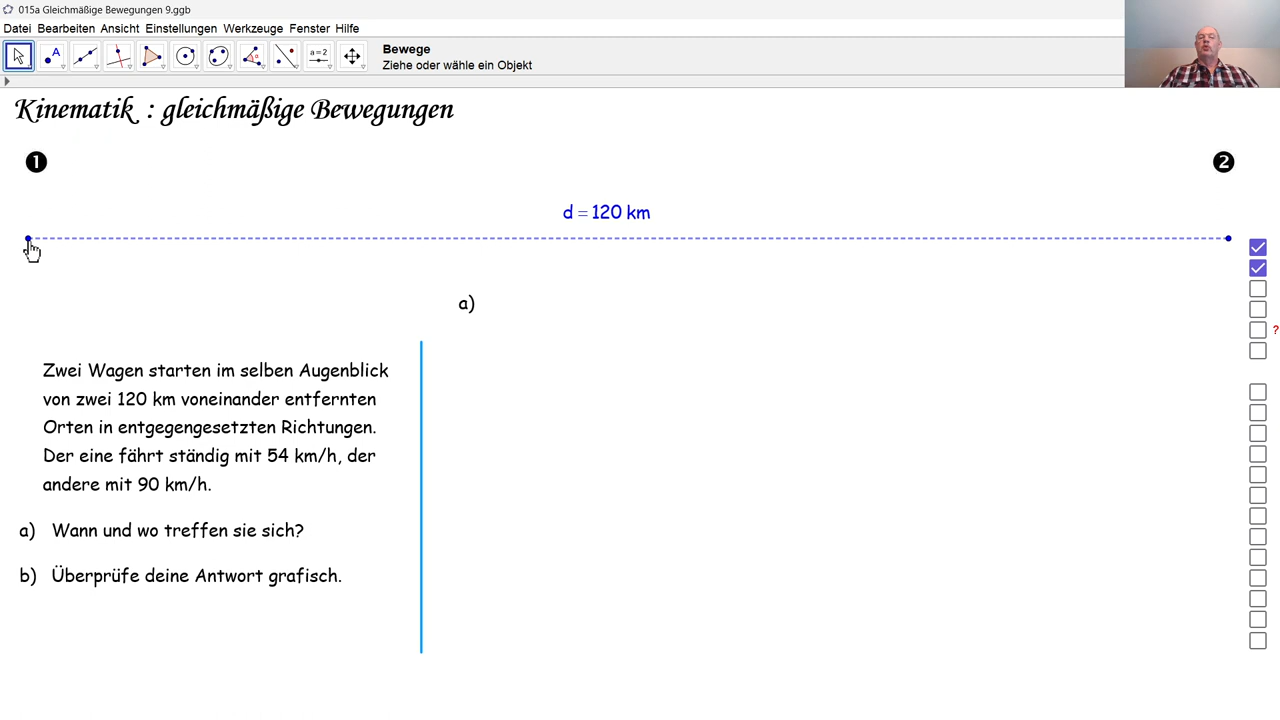 015a Gleichmäßige Bewegungen 9.ggb
Datei Bearbeiten Ansicht Einstellungen Werkzeuge Fenster Hilfe
A
a=2
Bewege
Ziehe oder wähle ein Objekt
Kinematik : gleichmäßige Bewegungen
❶ ❷
d = 120 km
a)
?
Zwei Wagen starten im selben Augenblick
von zwei 120 km voneinander entfernten
Orten in entgegengesetzten Richtungen.
Der eine fährt ständig mit 54 km/h, der
andere mit 90 km/h.
a) Wann und wo treffen sie sich?
b) Überprüfe deine Antwort grafisch.